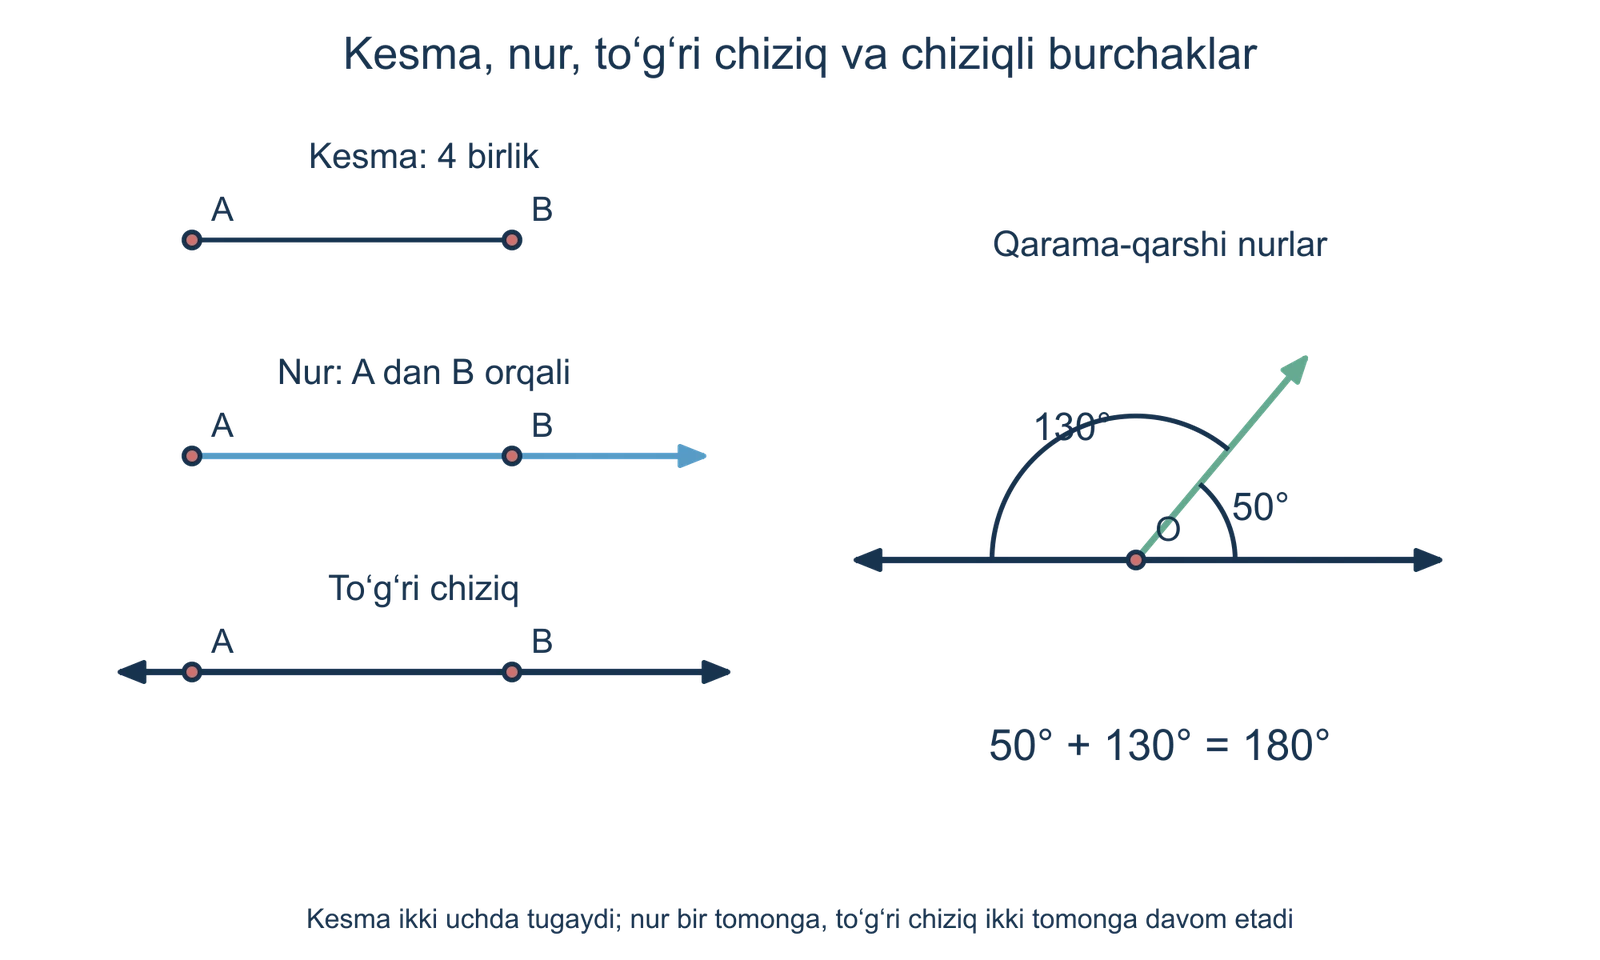 Kesma, nur, to‘g‘ri chiziq va chiziqli burchaklar
Kesma: 4 birlik
A B
Nur: A dan B orqali
A B
To‘g‘ri chiziq
A B
Qarama-qarshi nurlar
130°
50°
O
50° + 130° = 180°
Kesma ikki uchda tugaydi; nur bir tomonga, to‘g‘ri chiziq ikki tomonga davom etadi